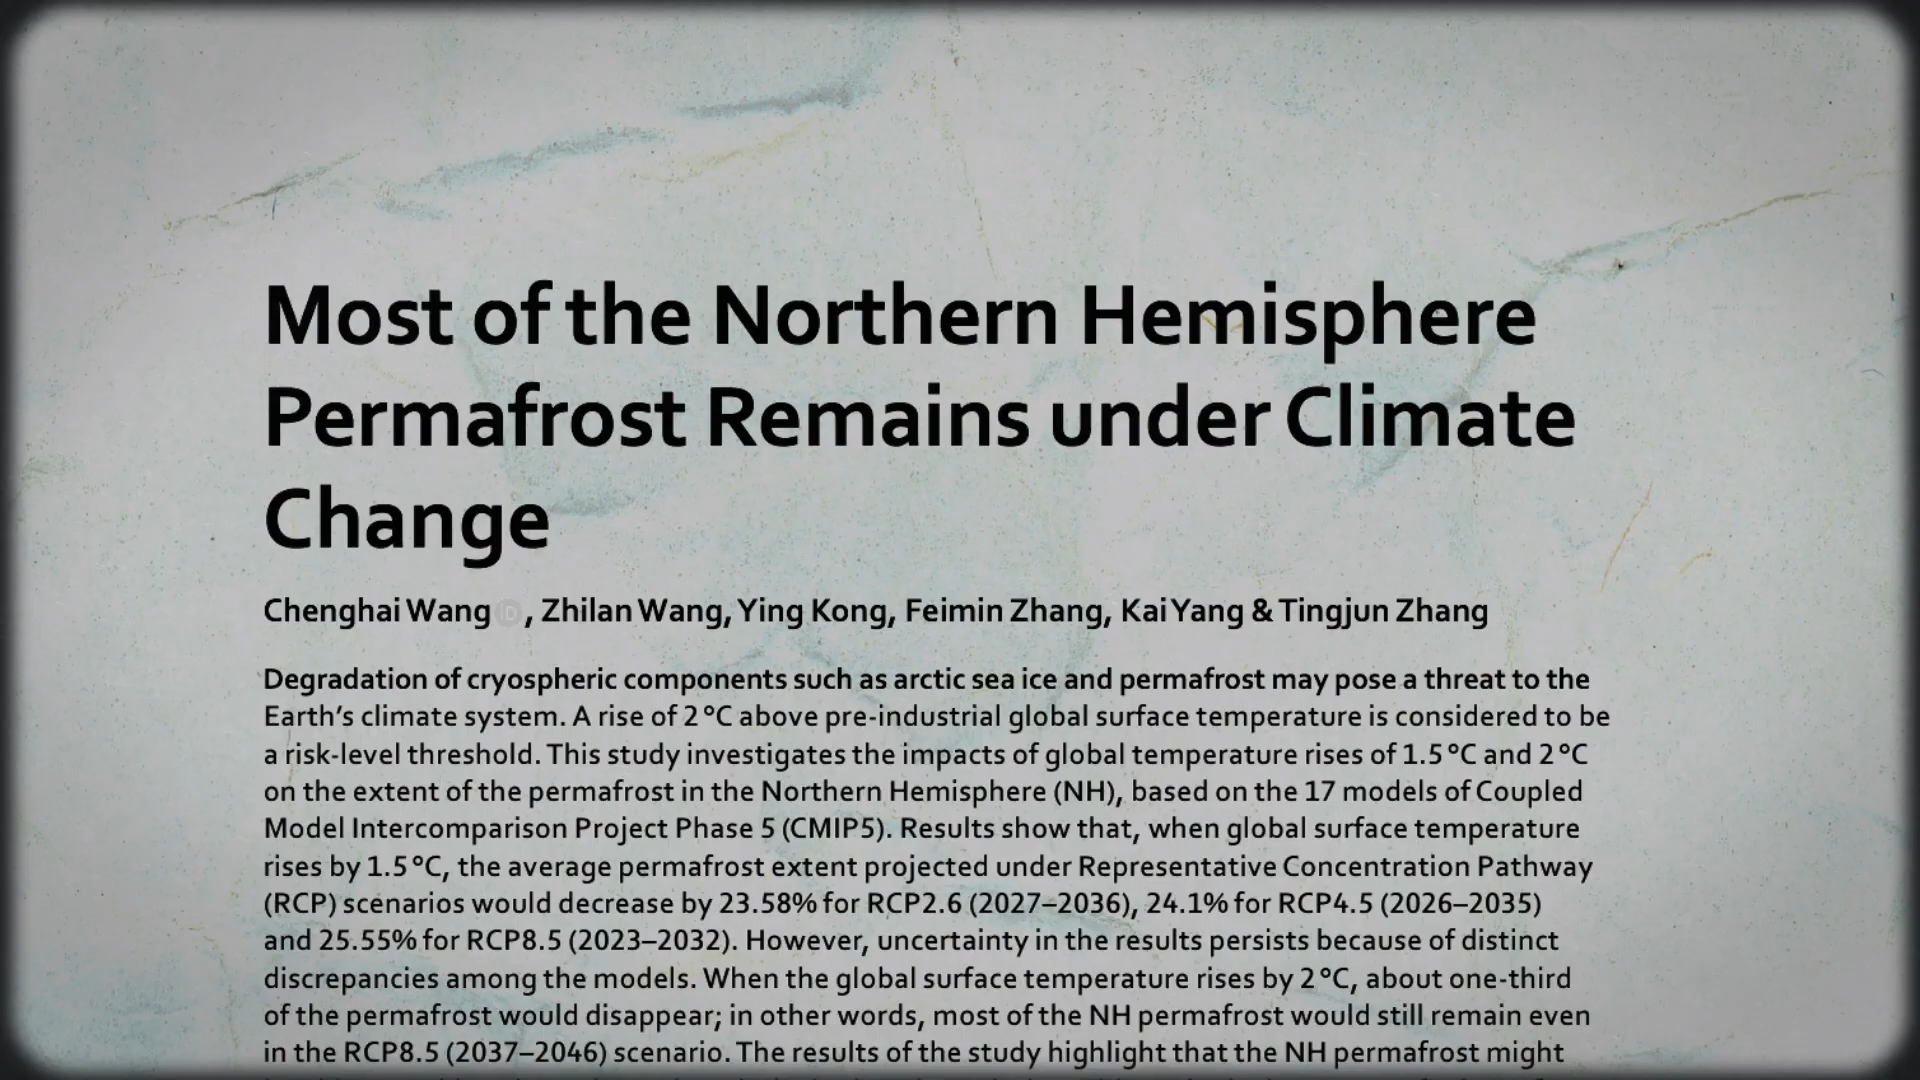 Most of the Northern Hemisphere
Permafrost Remains under Climate
Change
Chenghai Wang iD, Zhilan Wang, Ying Kong, Feimin Zhang, Kai Yang & Tingjun Zhang
Degradation of cryospheric components such as arctic sea ice and permafrost may pose a threat to the
Earth’s climate system. A rise of 2 °C above pre-industrial global surface temperature is considered to be
a risk-level threshold. This study investigates the impacts of global temperature rises of 1.5 °C and 2 °C
on the extent of the permafrost in the Northern Hemisphere (NH), based on the 17 models of Coupled
Model Intercomparison Project Phase 5 (CMIP5). Results show that, when global surface temperature
rises by 1.5 °C, the average permafrost extent projected under Representative Concentration Pathway
(RCP) scenarios would decrease by 23.58% for RCP2.6 (2027–2036), 24.1% for RCP4.5 (2026–2035)
and 25.55% for RCP8.5 (2023–2032). However, uncertainty in the results persists because of distinct
discrepancies among the models. When the global surface temperature rises by 2 °C, about one-third
of the permafrost would disappear; in other words, most of the NH permafrost would still remain even
in the RCP8.5 (2037–2046) scenario. The results of the study highlight that the NH permafrost might